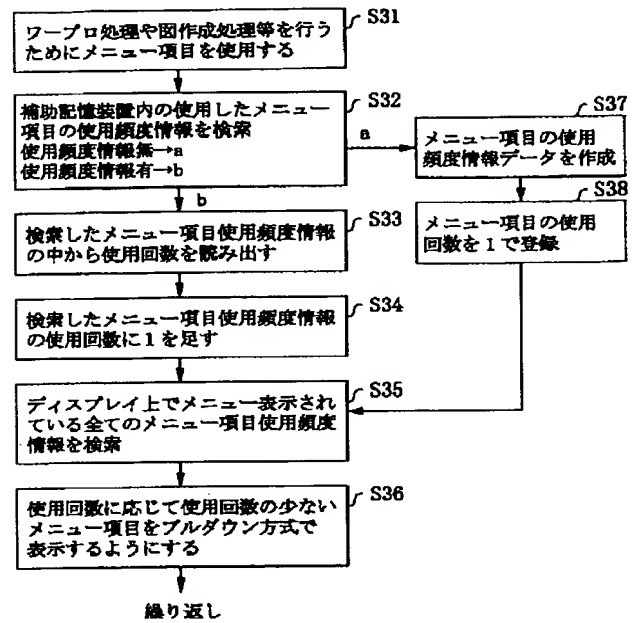 S31
ワープロ処理や図作成処理等を行う
ためにメニュー項目を使用する
S32
補助記憶装置内の使用したメニュー
項目の使用頻度情報を検索
使用頻度情報無→a
使用頻度情報有→b
a
b
S37
メニュー項目の使用
頻度情報データを作成
S38
メニュー項目の使用
回数を1で登録
S33
検索したメニュー項目使用頻度情報
の中から使用回数を読み出す
S34
検索したメニュー項目使用頻度情報
の使用回数に1を足す
S35
ディスプレイ上でメニュー表示され
ている全てのメニュー項目使用頻度
情報を検索
S36
使用回数に応じて使用回数の少ない
メニュー項目をプルダウン方式で
表示するようにする
繰り返し